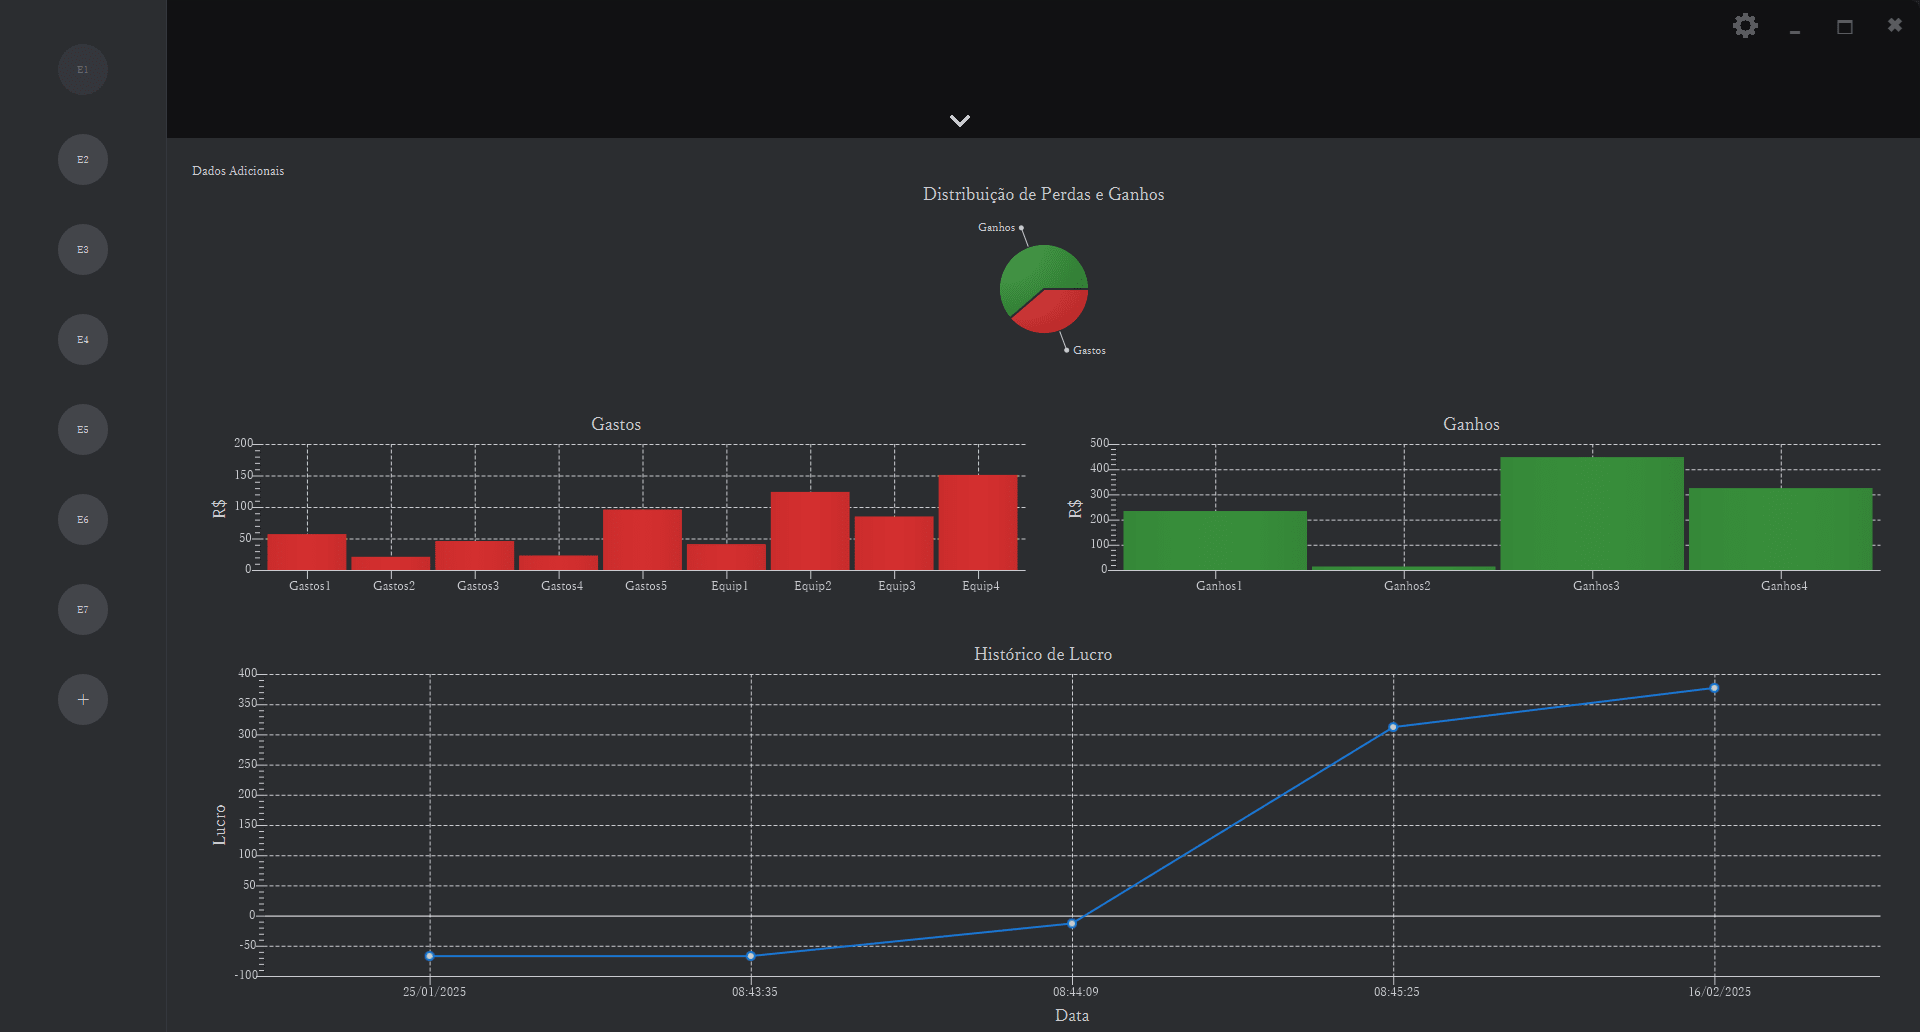 E1
E2
E3
E4
E5
E6
E7
+
Dados Adicionais
Distribuição de Perdas e Ganhos
Ganhos
Gastos
Gastos
200
150
100
50
0
R$
Gastos1 Gastos2 Gastos3 Gastos4 Gastos5 Equip1 Equip2 Equip3 Equip4
Ganhos
500
400
300
200
100
0
R$
Ganhos1 Ganhos2 Ganhos3 Ganhos4
Histórico de Lucro
400
350
300
250
200
150
100
50
0
-50
-100
Lucro
25/01/2025 08:43:35 08:44:09 08:45:25 16/02/2025
Data